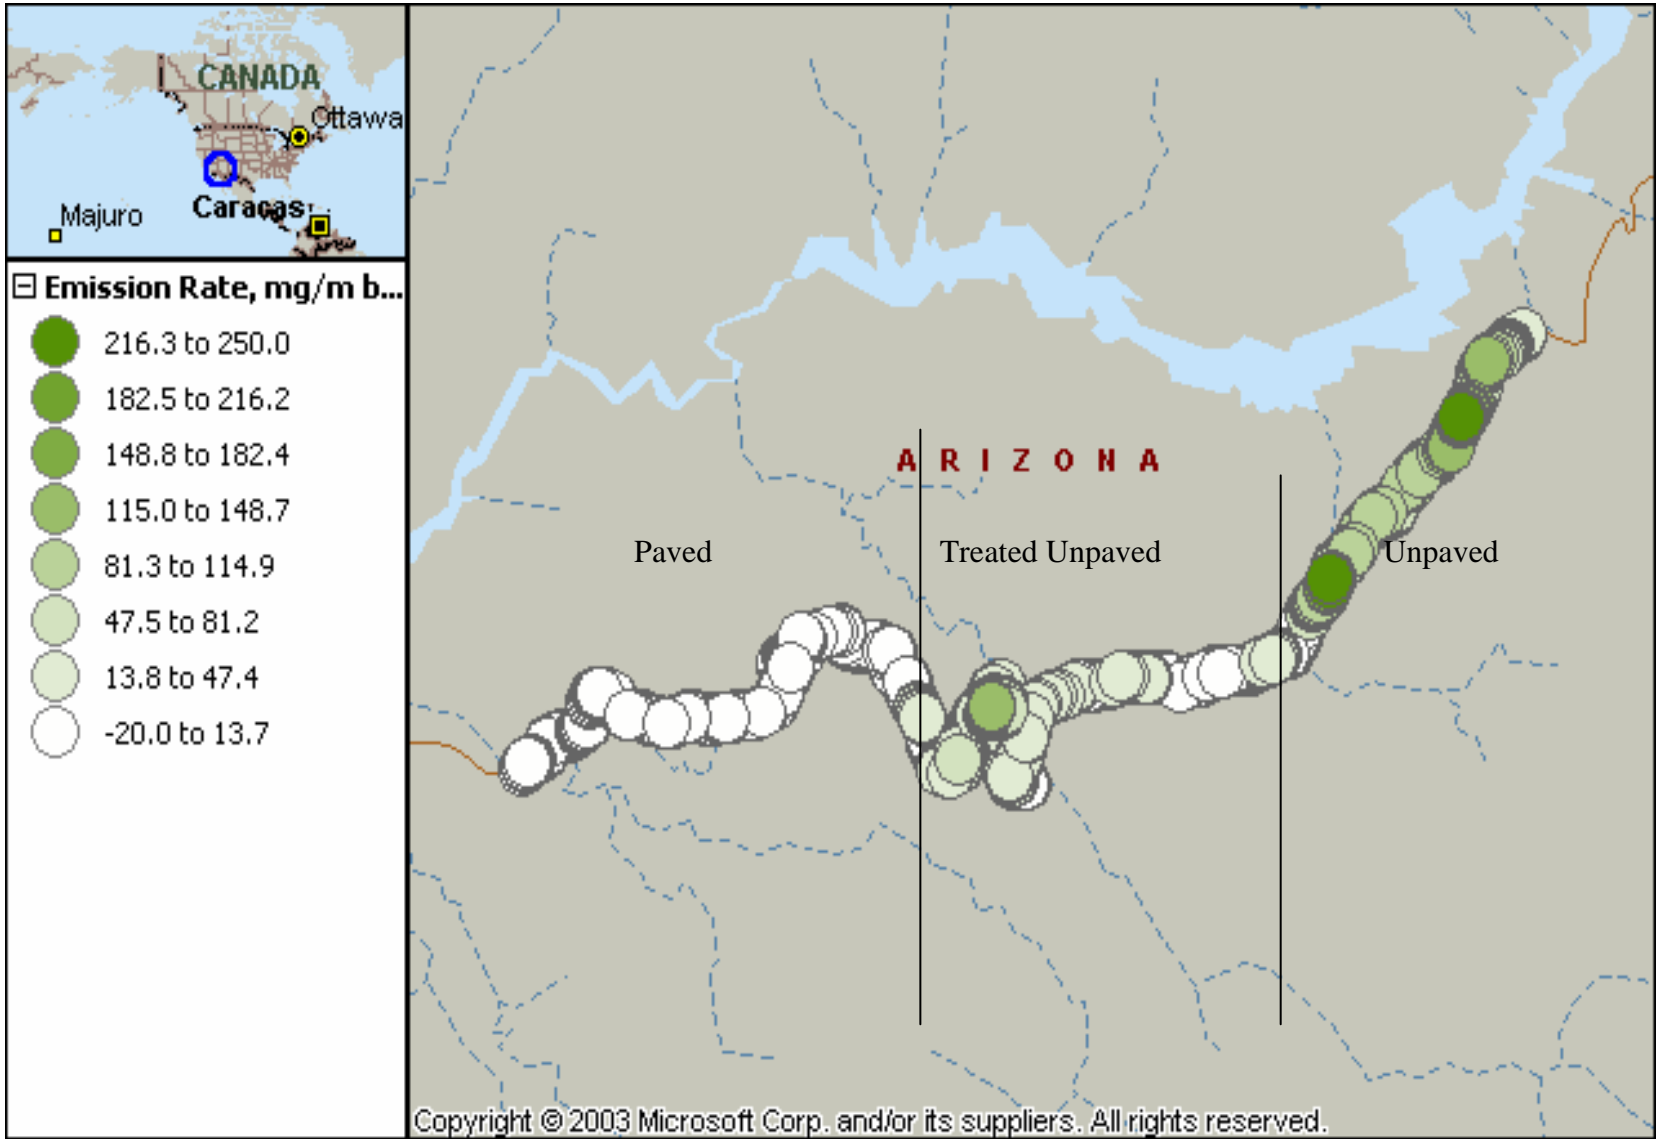 CANADA
Ottawa
Caracas
Majuro
Emission Rate, mg/m b...
216.3 to 250.0
182.5 to 216.2
148.8 to 182.4
115.0 to 148.7
81.3 to 114.9
47.5 to 81.2
13.8 to 47.4
-20.0 to 13.7
ARIZONA
Paved
Treated Unpaved
Unpaved
Copyright © 2003 Microsoft Corp. and/or its suppliers. All rights reserved.